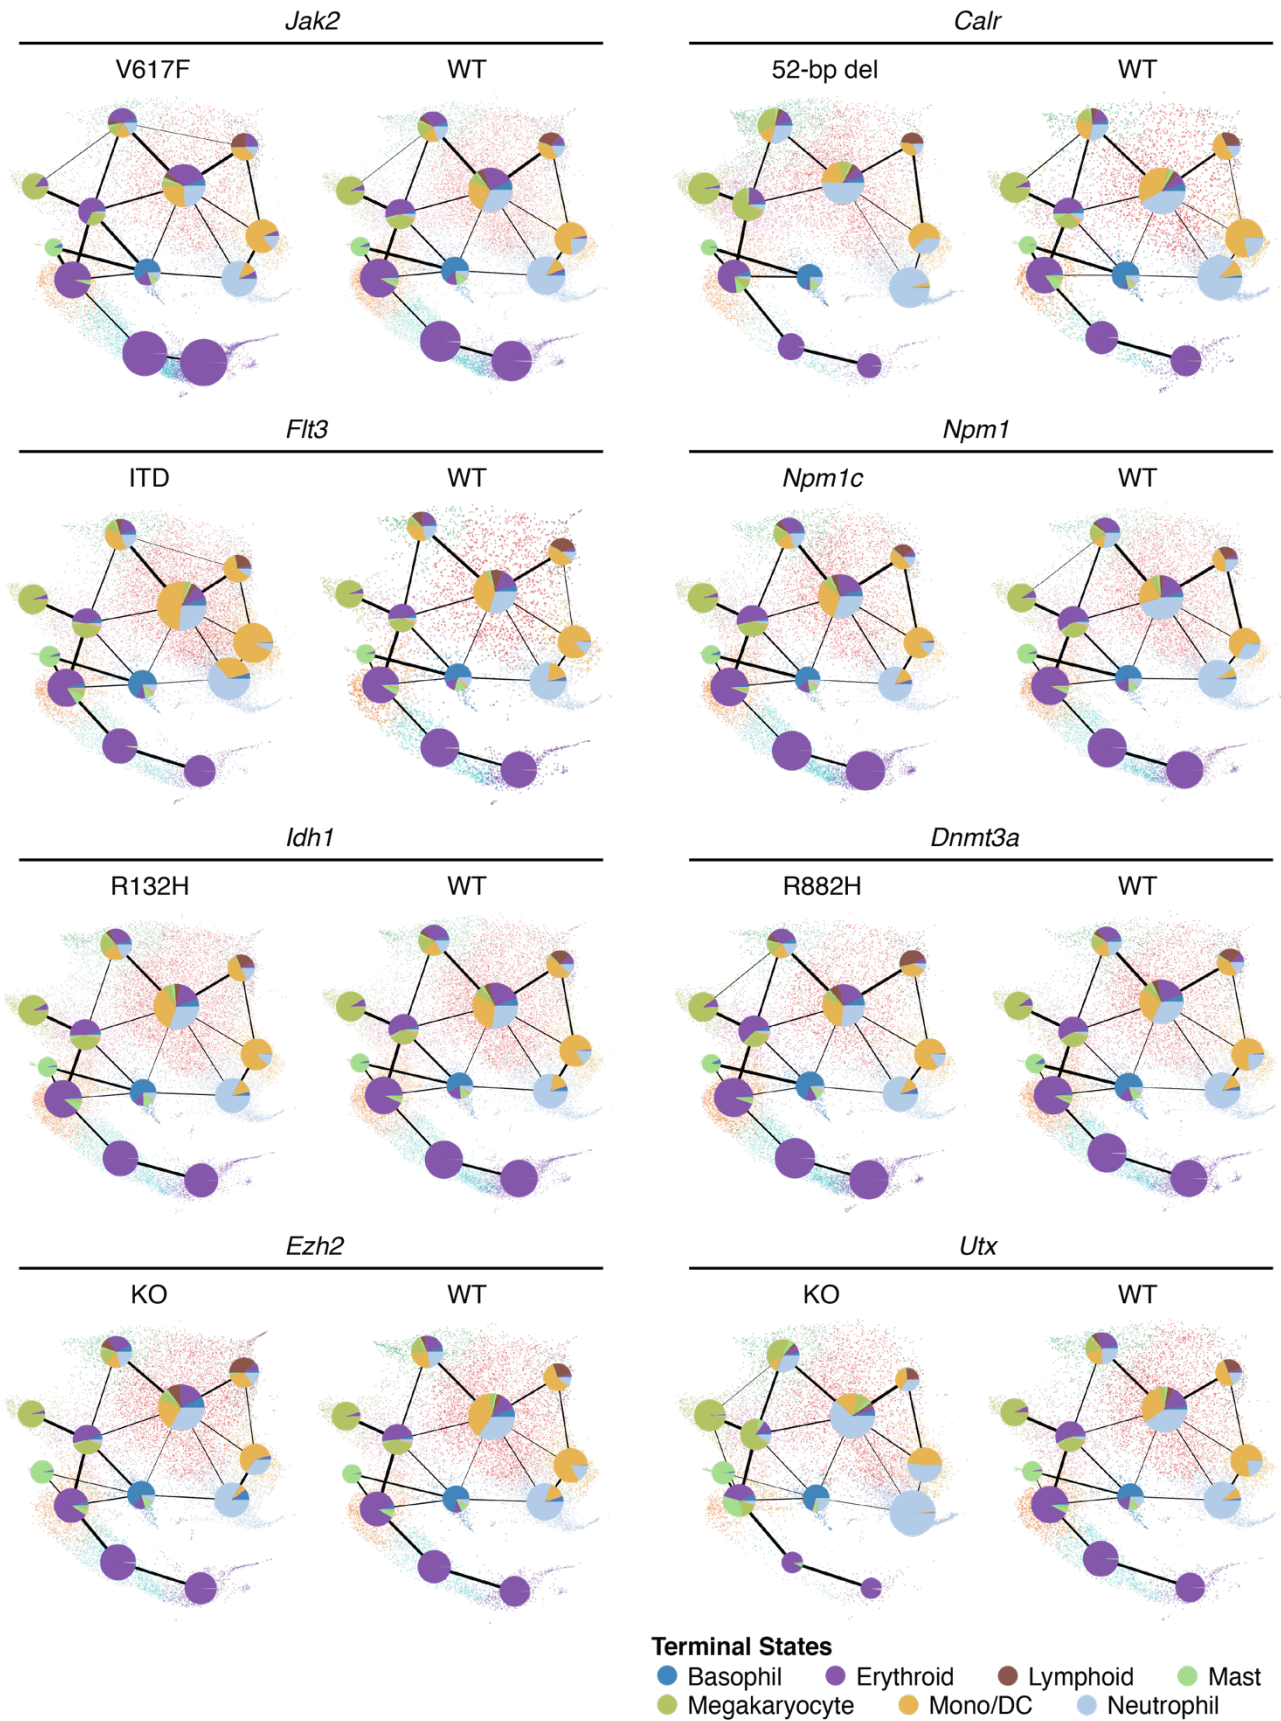 Jak2
Calr
V617F WT 52-bp del WT
Flt3
Npm1
ITD WT Npm1c WT
Idh1
Dnmt3a
R132H WT R882H WT
Ezh2
Utx
KO WT KO WT
Terminal States
Basophil Erythroid Lymphoid Mast
Megakaryocyte Mono/DC Neutrophil